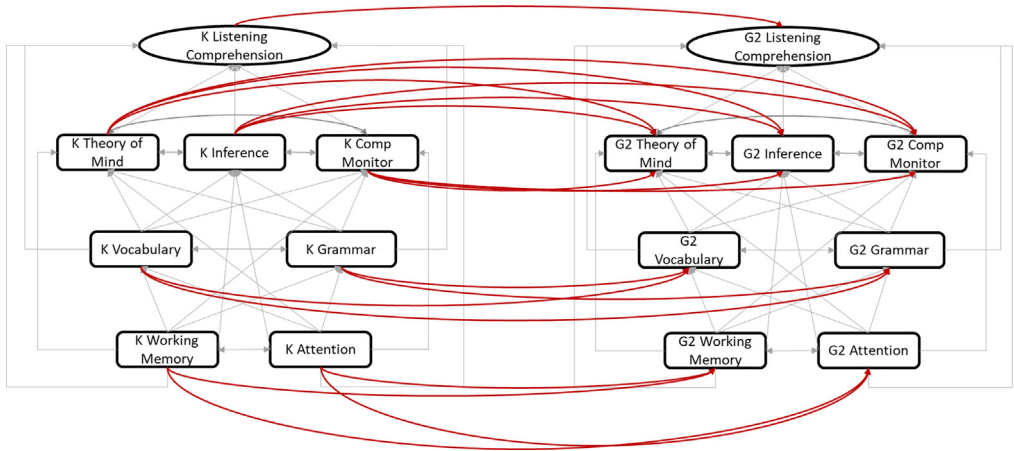 K Listening
Comprehension
G2 Listening
Comprehension
K Theory of
Mind
K Inference
K Comp
Monitor
G2 Theory of
Mind
G2 Inference
G2 Comp
Monitor
K Vocabulary
K Grammar
G2
Vocabulary
G2 Grammar
K Working
Memory
K Attention
G2 Working
Memory
G2 Attention